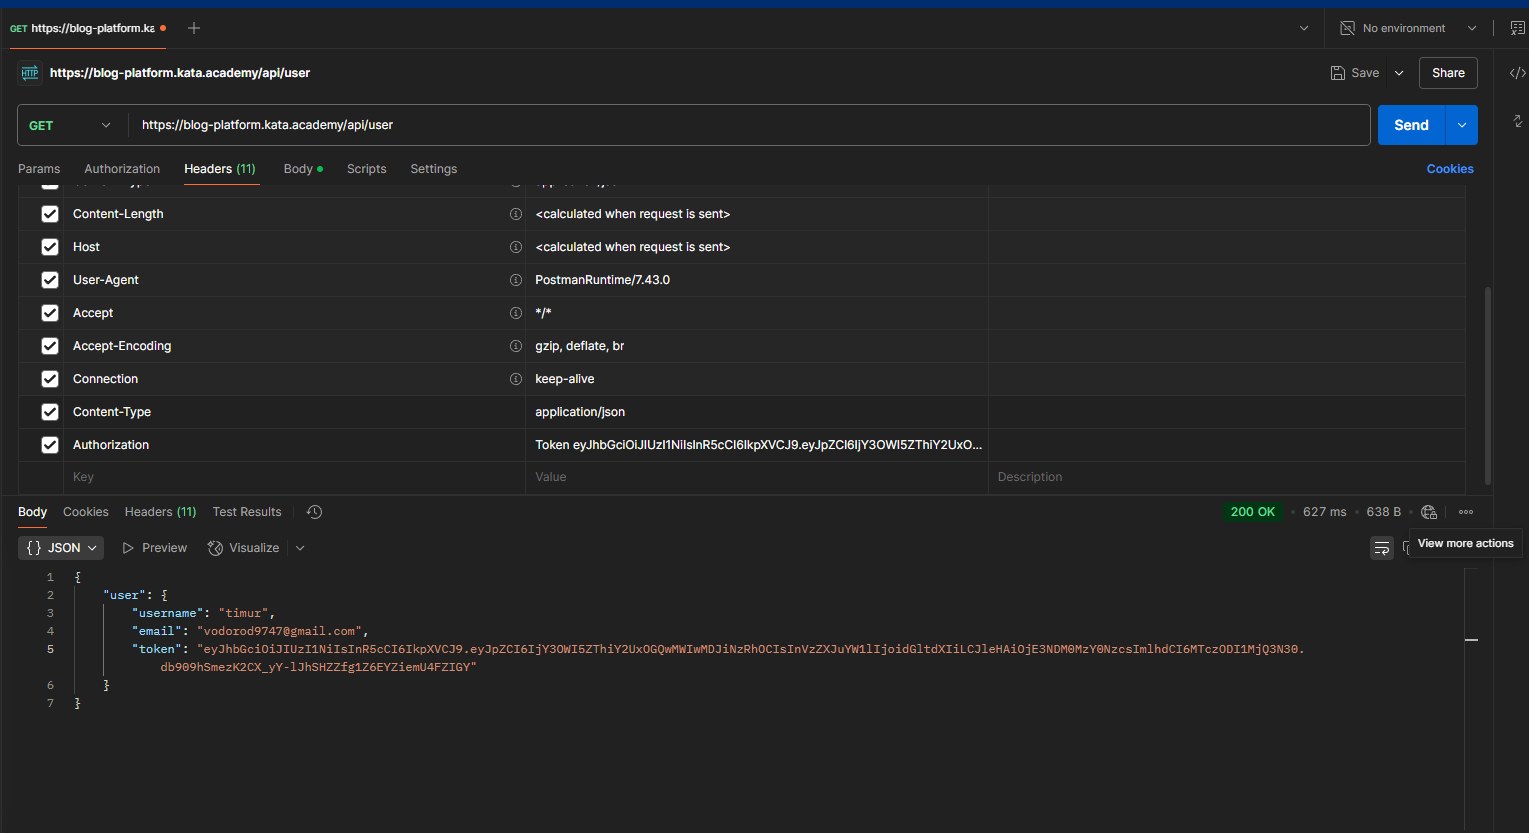 GET https://blog-platform.ka
No environment
HTTP https://blog-platform.kata.academy/api/user
Save
Share
GET
https://blog-platform.kata.academy/api/user
Send
Params
Authorization
Headers (11)
Body
Scripts
Settings
Cookies
Content-Length
<calculated when request is sent>
Host
<calculated when request is sent>
User-Agent
PostmanRuntime/7.43.0
Accept
*/*
Accept-Encoding
gzip, deflate, br
Connection
keep-alive
Content-Type
application/json
Authorization
Token eyJhbGciOiJIUzI1NiIsInR5cCI6IkpXVCJ9.eyJpZCI6IjY3OWI5ZThiY2UxO...
Key
Value
Description
Body
Cookies
Headers (11)
Test Results
200 OK
627 ms
638 B
{} JSON
Preview
Visualize
View more actions
1 {
2 "user": {
3 "username": "timur",
4 "email": "vodorod9747@gmail.com",
5 "token": "eyJhbGciOiJIUzI1NiIsInR5cCI6IkpXVCJ9.eyJpZCI6IjY3OWI5ZThiY2UxOGQwMWIwMDJiNzRhOCIsInVzZXJuYW1lIjoidGltdXIiLCJleHAiOjE3NDM0MzY0NzcsImlhdCI6MTczODI1MjQ3N30.
db909hSmezK2CX_yY-lJhSHZZfg1Z6EYZiemU4FZIGY"
6 }
7 }